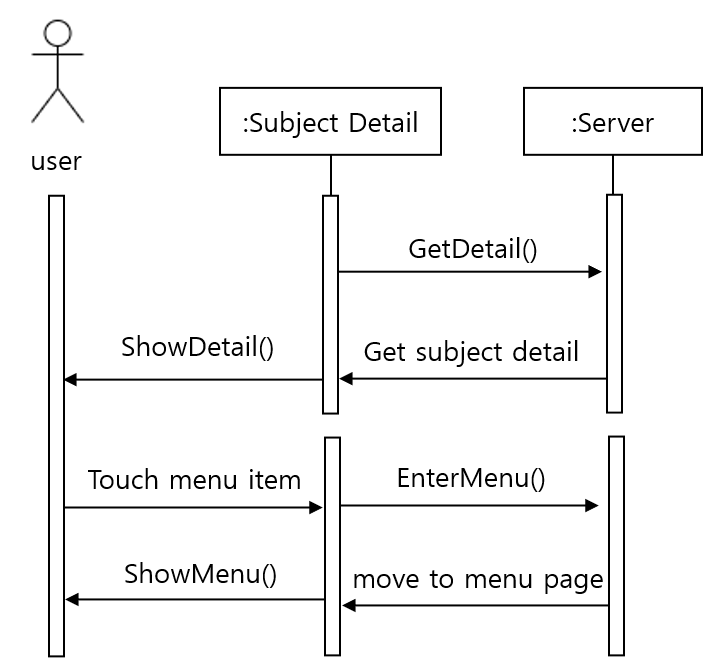 user
:Subject Detail
:Server
GetDetail()
ShowDetail()
Get subject detail
Touch menu item
EnterMenu()
ShowMenu()
move to menu page